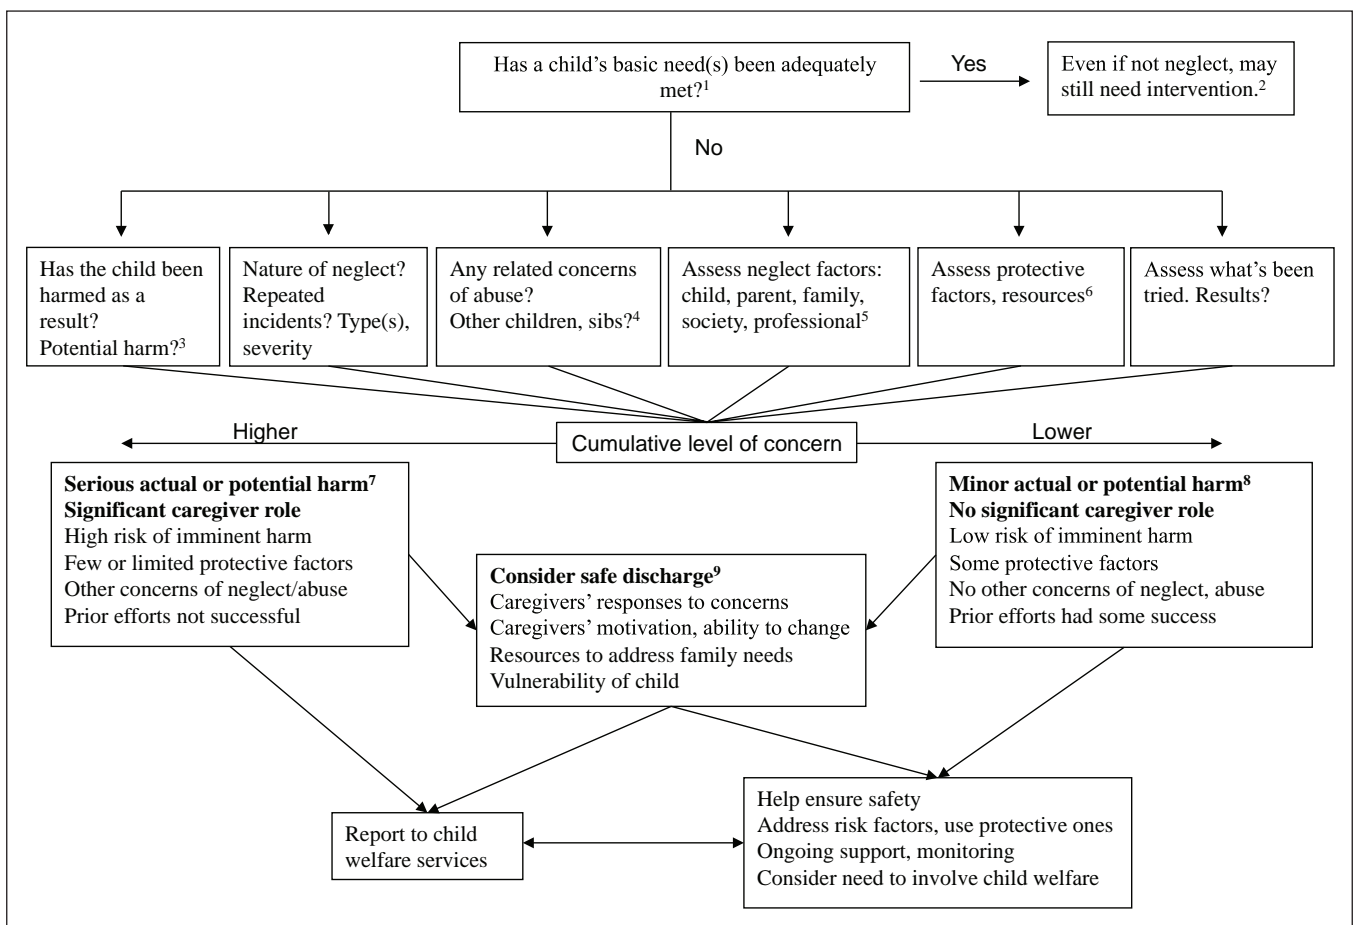 Has a child’s basic need(s) been adequately
met?¹
Yes
Even if not neglect, may
still need intervention.²
No
Has the child been
harmed as a
result?
Potential harm?³
Nature of neglect?
Repeated
incidents? Type(s),
severity
Any related concerns
of abuse?
Other children, sibs?⁴
Assess neglect factors:
child, parent, family,
society, professional⁵
Assess protective
factors, resources⁶
Assess what’s been
tried. Results?
Higher
Cumulative level of concern
Lower
Serious actual or potential harm⁷
Significant caregiver role
High risk of imminent harm
Few or limited protective factors
Other concerns of neglect/abuse
Prior efforts not successful
Consider safe discharge⁹
Caregivers’ responses to concerns
Caregivers’ motivation, ability to change
Resources to address family needs
Vulnerability of child
Minor actual or potential harm⁸
No significant caregiver role
Low risk of imminent harm
Some protective factors
No other concerns of neglect, abuse
Prior efforts had some success
Report to child
welfare services
Help ensure safety
Address risk factors, use protective ones
Ongoing support, monitoring
Consider need to involve child welfare